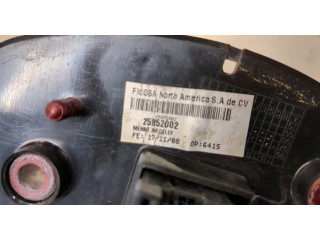 FICOSA North America S.A de CV
25852002
FE: 17/11/08 OP:6415